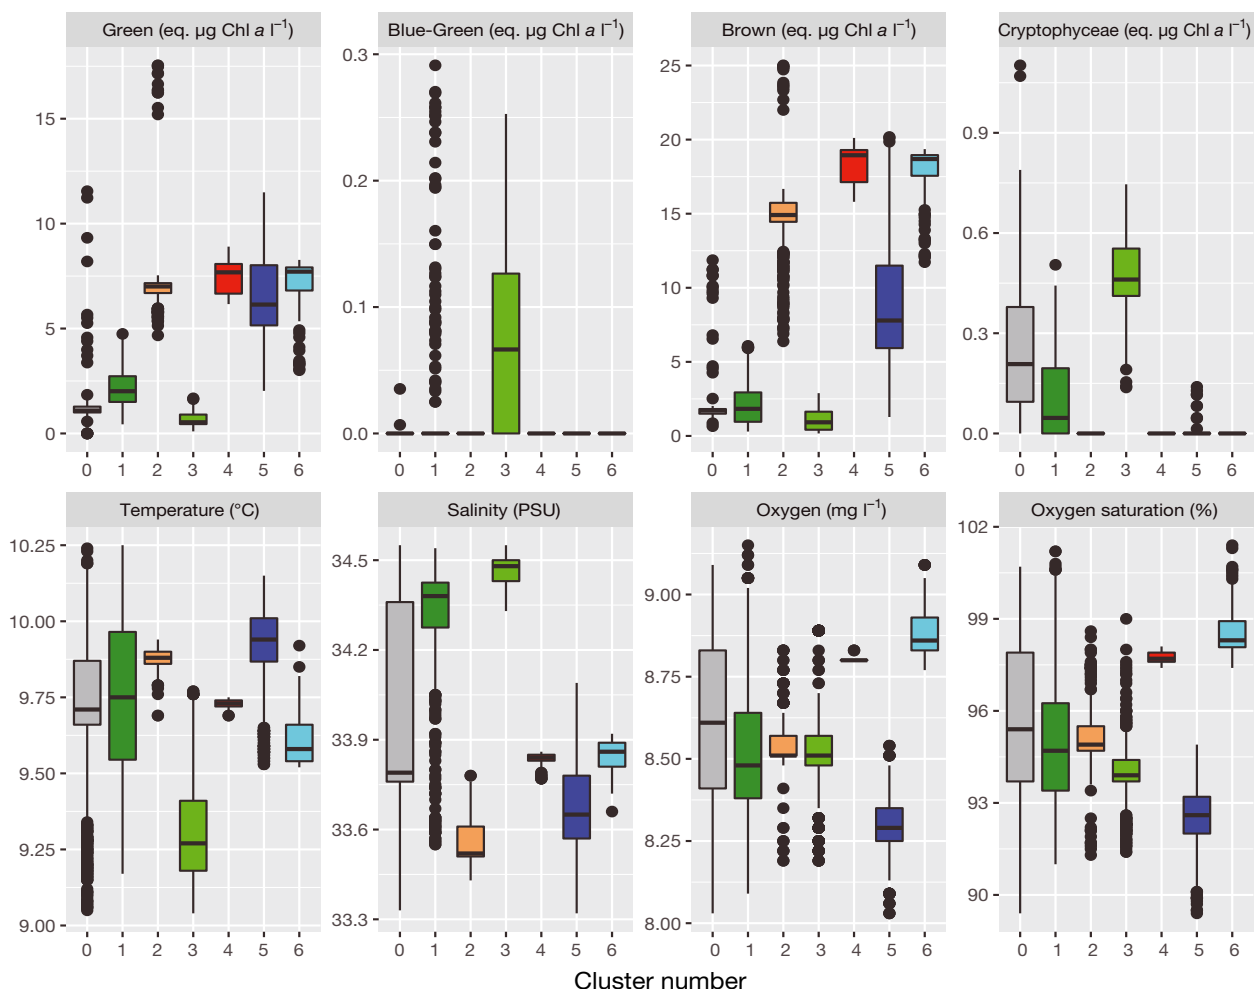 Green (eq. µg Chl a l⁻¹)
Blue-Green (eq. µg Chl a l⁻¹)
Brown (eq. µg Chl a l⁻¹)
Cryptophyceae (eq. µg Chl a l⁻¹)
15
10
5
0
0 1 2 3 4 5 6
0.3
0.2
0.1
0.0
0 1 2 3 4 5 6
25
20
15
10
5
0
0 1 2 3 4 5 6
0.9
0.6
0.3
0.0
0 1 2 3 4 5 6
Temperature (°C)
Salinity (PSU)
Oxygen (mg l⁻¹)
Oxygen saturation (%)
10.25
10.00
9.75
9.50
9.25
9.00
0 1 2 3 4 5 6
34.5
34.2
33.9
33.6
33.3
0 1 2 3 4 5 6
9.00
8.75
8.50
8.25
8.00
0 1 2 3 4 5 6
102
99
96
93
90
0 1 2 3 4 5 6
Cluster number